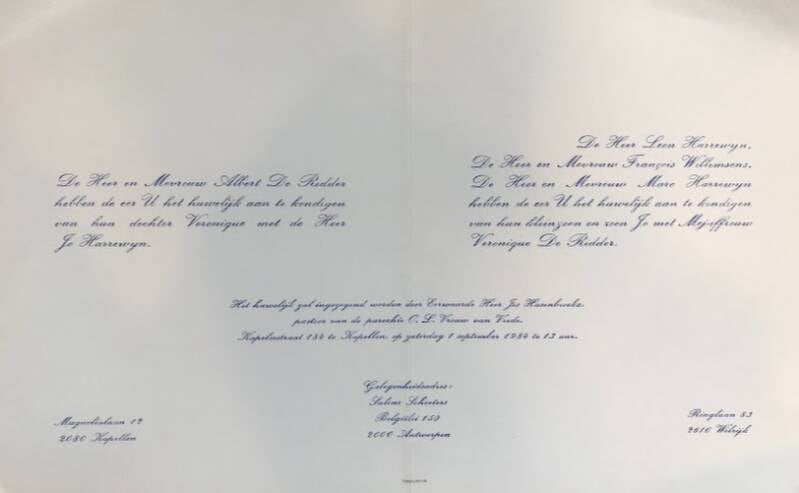 De Heer en Mevrouw Albert De Ridder
hebben de eer U het huwelijk aan te kondigen
van hun dochter Veronique met de Heer
Jo Harrewyn.
De Heer Leon Harrewyn,
De Heer en Mevrouw François Willemsens,
De Heer en Mevrouw Marc Harrewyn
hebben de eer U het huwelijk aan te kondigen
van hun kleinzoon en zoon Jo met Mejuffrouw
Veronique De Ridder.
Het huwelijk zal ingezegend worden door Eerwaarde Heer Jos
pastoor van de parochie O. L. Vrouw van Vrede,
Kapelsestraat 184 te Kapellen, op zaterdag 1 september 1984 te 13 uur.
Gelegenheidsadres:
Salons Scheeters
Belgiëlei 159
2000 Antwerpen
Magnolialaan 12
2080 Kapellen
Ringlaan 83
2610 Wilrijk